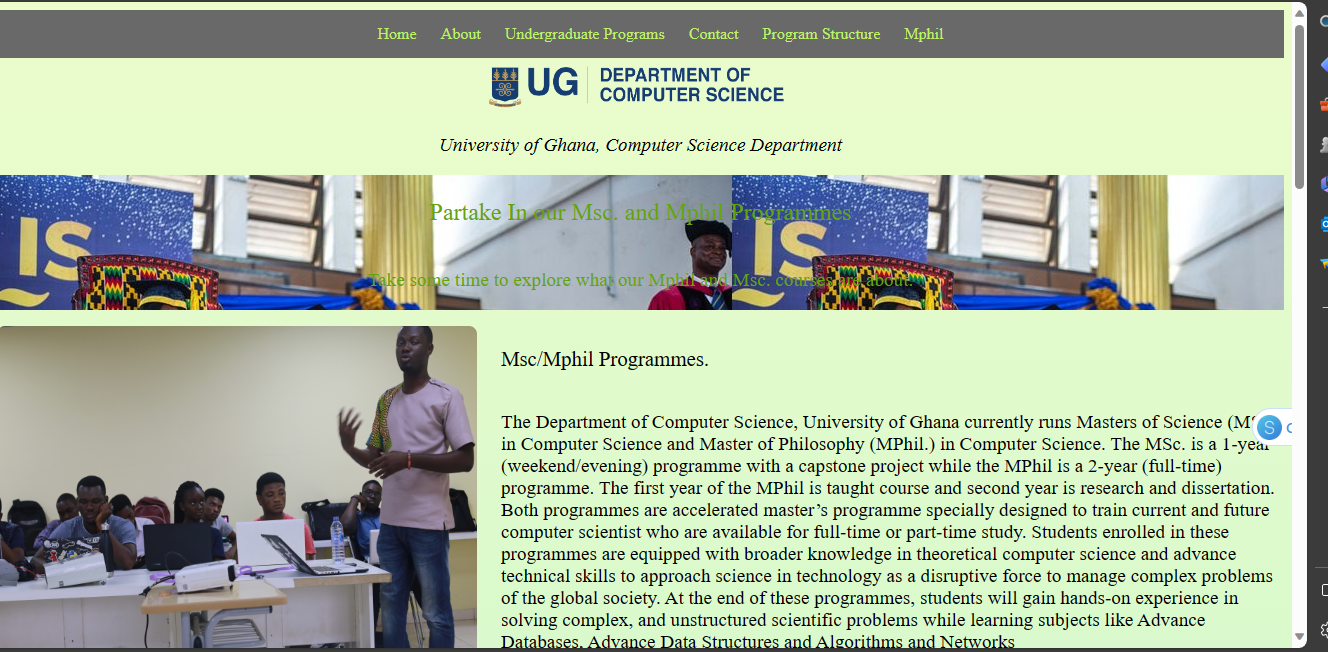 Home About Undergraduate Programs Contact Program Structure Mphil
UG DEPARTMENT OF
COMPUTER SCIENCE
University of Ghana, Computer Science Department
IS IS
Partake In our Msc. and Mphil Programmes
Take some time to explore what our Mphil and Msc. courses are about.
Msc/Mphil Programmes.
The Department of Computer Science, University of Ghana currently runs Masters of Science
in Computer Science and Master of Philosophy (MPhil.) in Computer Science. The MSc. is a 1-year
(weekend/evening) programme with a capstone project while the MPhil is a 2-year (full-time)
programme. The first year of the MPhil is taught course and second year is research and dissertation.
Both programmes are accelerated master’s programme specially designed to train current and future
computer scientist who are available for full-time or part-time study. Students enrolled in these
programmes are equipped with broader knowledge in theoretical computer science and advance
technical skills to approach science in technology as a disruptive force to manage complex problems
of the global society. At the end of these programmes, students will gain hands-on experience in
solving complex, and unstructured scientific problems while learning subjects like Advance
Databases, Advance Data Structures and Algorithms and Networks